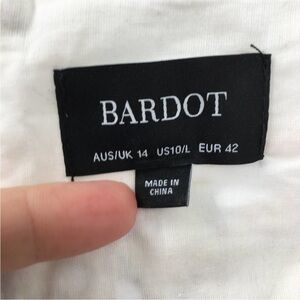 BARDOT
AUS/UK 14 US10/L EUR 42
MADE IN
CHINA